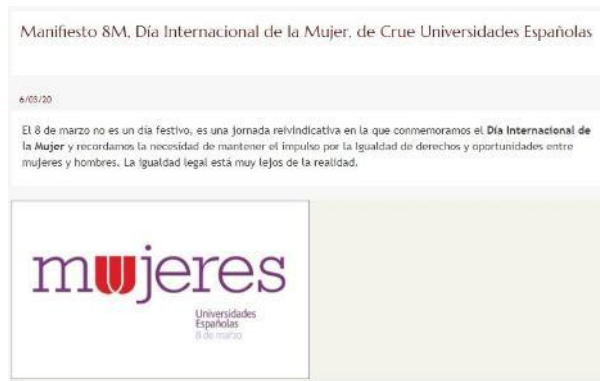 Manifiesto 8M, Día Internacional de la Mujer, de Crue Universidades Españolas
6/03/20
El 8 de marzo no es un día festivo, es una jornada reivindicativa en la que conmemoramos el Día Internacional de
la Mujer y recordamos la necesidad de mantener el impulso por la igualdad de derechos y oportunidades entre
mujeres y hombres. La igualdad legal está muy lejos de la realidad.
mujeres
Universidades
Españolas
8 de marzo